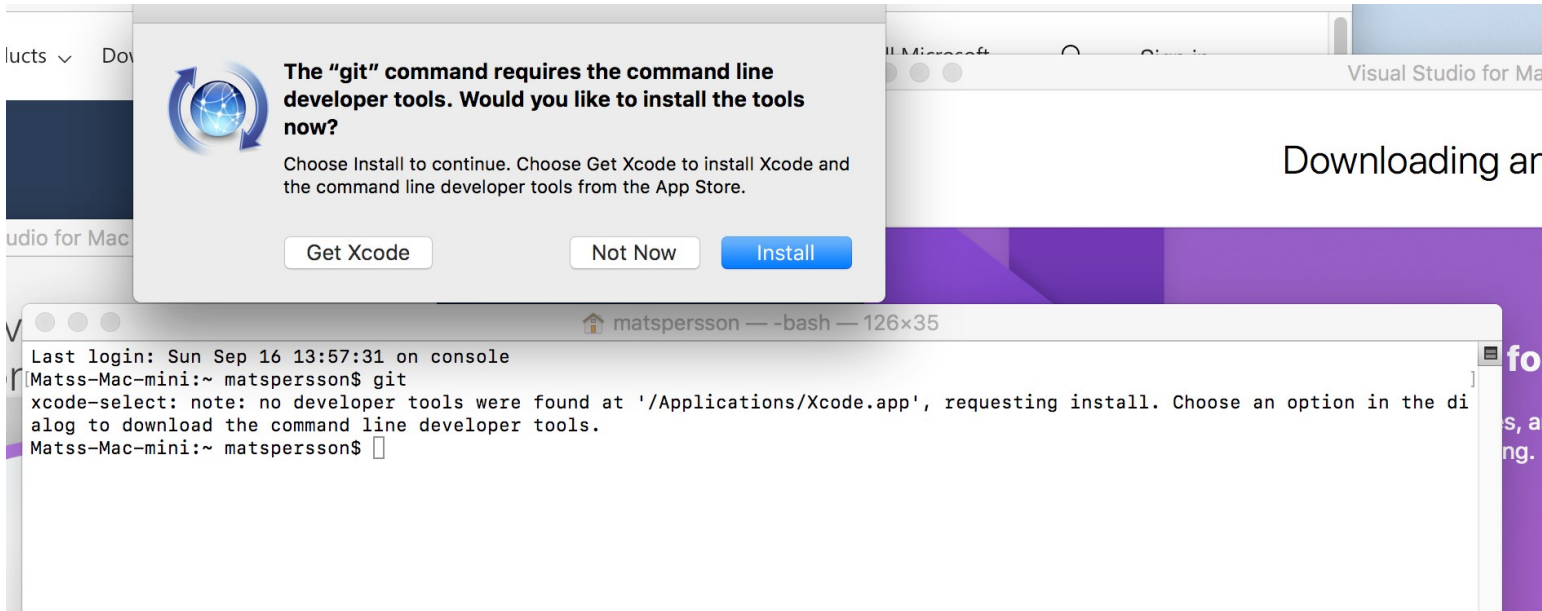 ducts
The “git” command requires the command line
developer tools. Would you like to install the tools
now?
Choose Install to continue. Choose Get Xcode to install Xcode and
the command line developer tools from the App Store.
Get Xcode Not Now Install
Visual Studio for Ma
Downloading an
udio for Mac
matspersson — -bash — 126×35
Last login: Sun Sep 16 13:57:31 on console
[Matss-Mac-mini:~ matspersson$ git ]
xcode-select: note: no developer tools were found at '/Applications/Xcode.app', requesting install. Choose an option in the di
alog to download the command line developer tools.
Matss-Mac-mini:~ matspersson$
fo
s, a
ng.